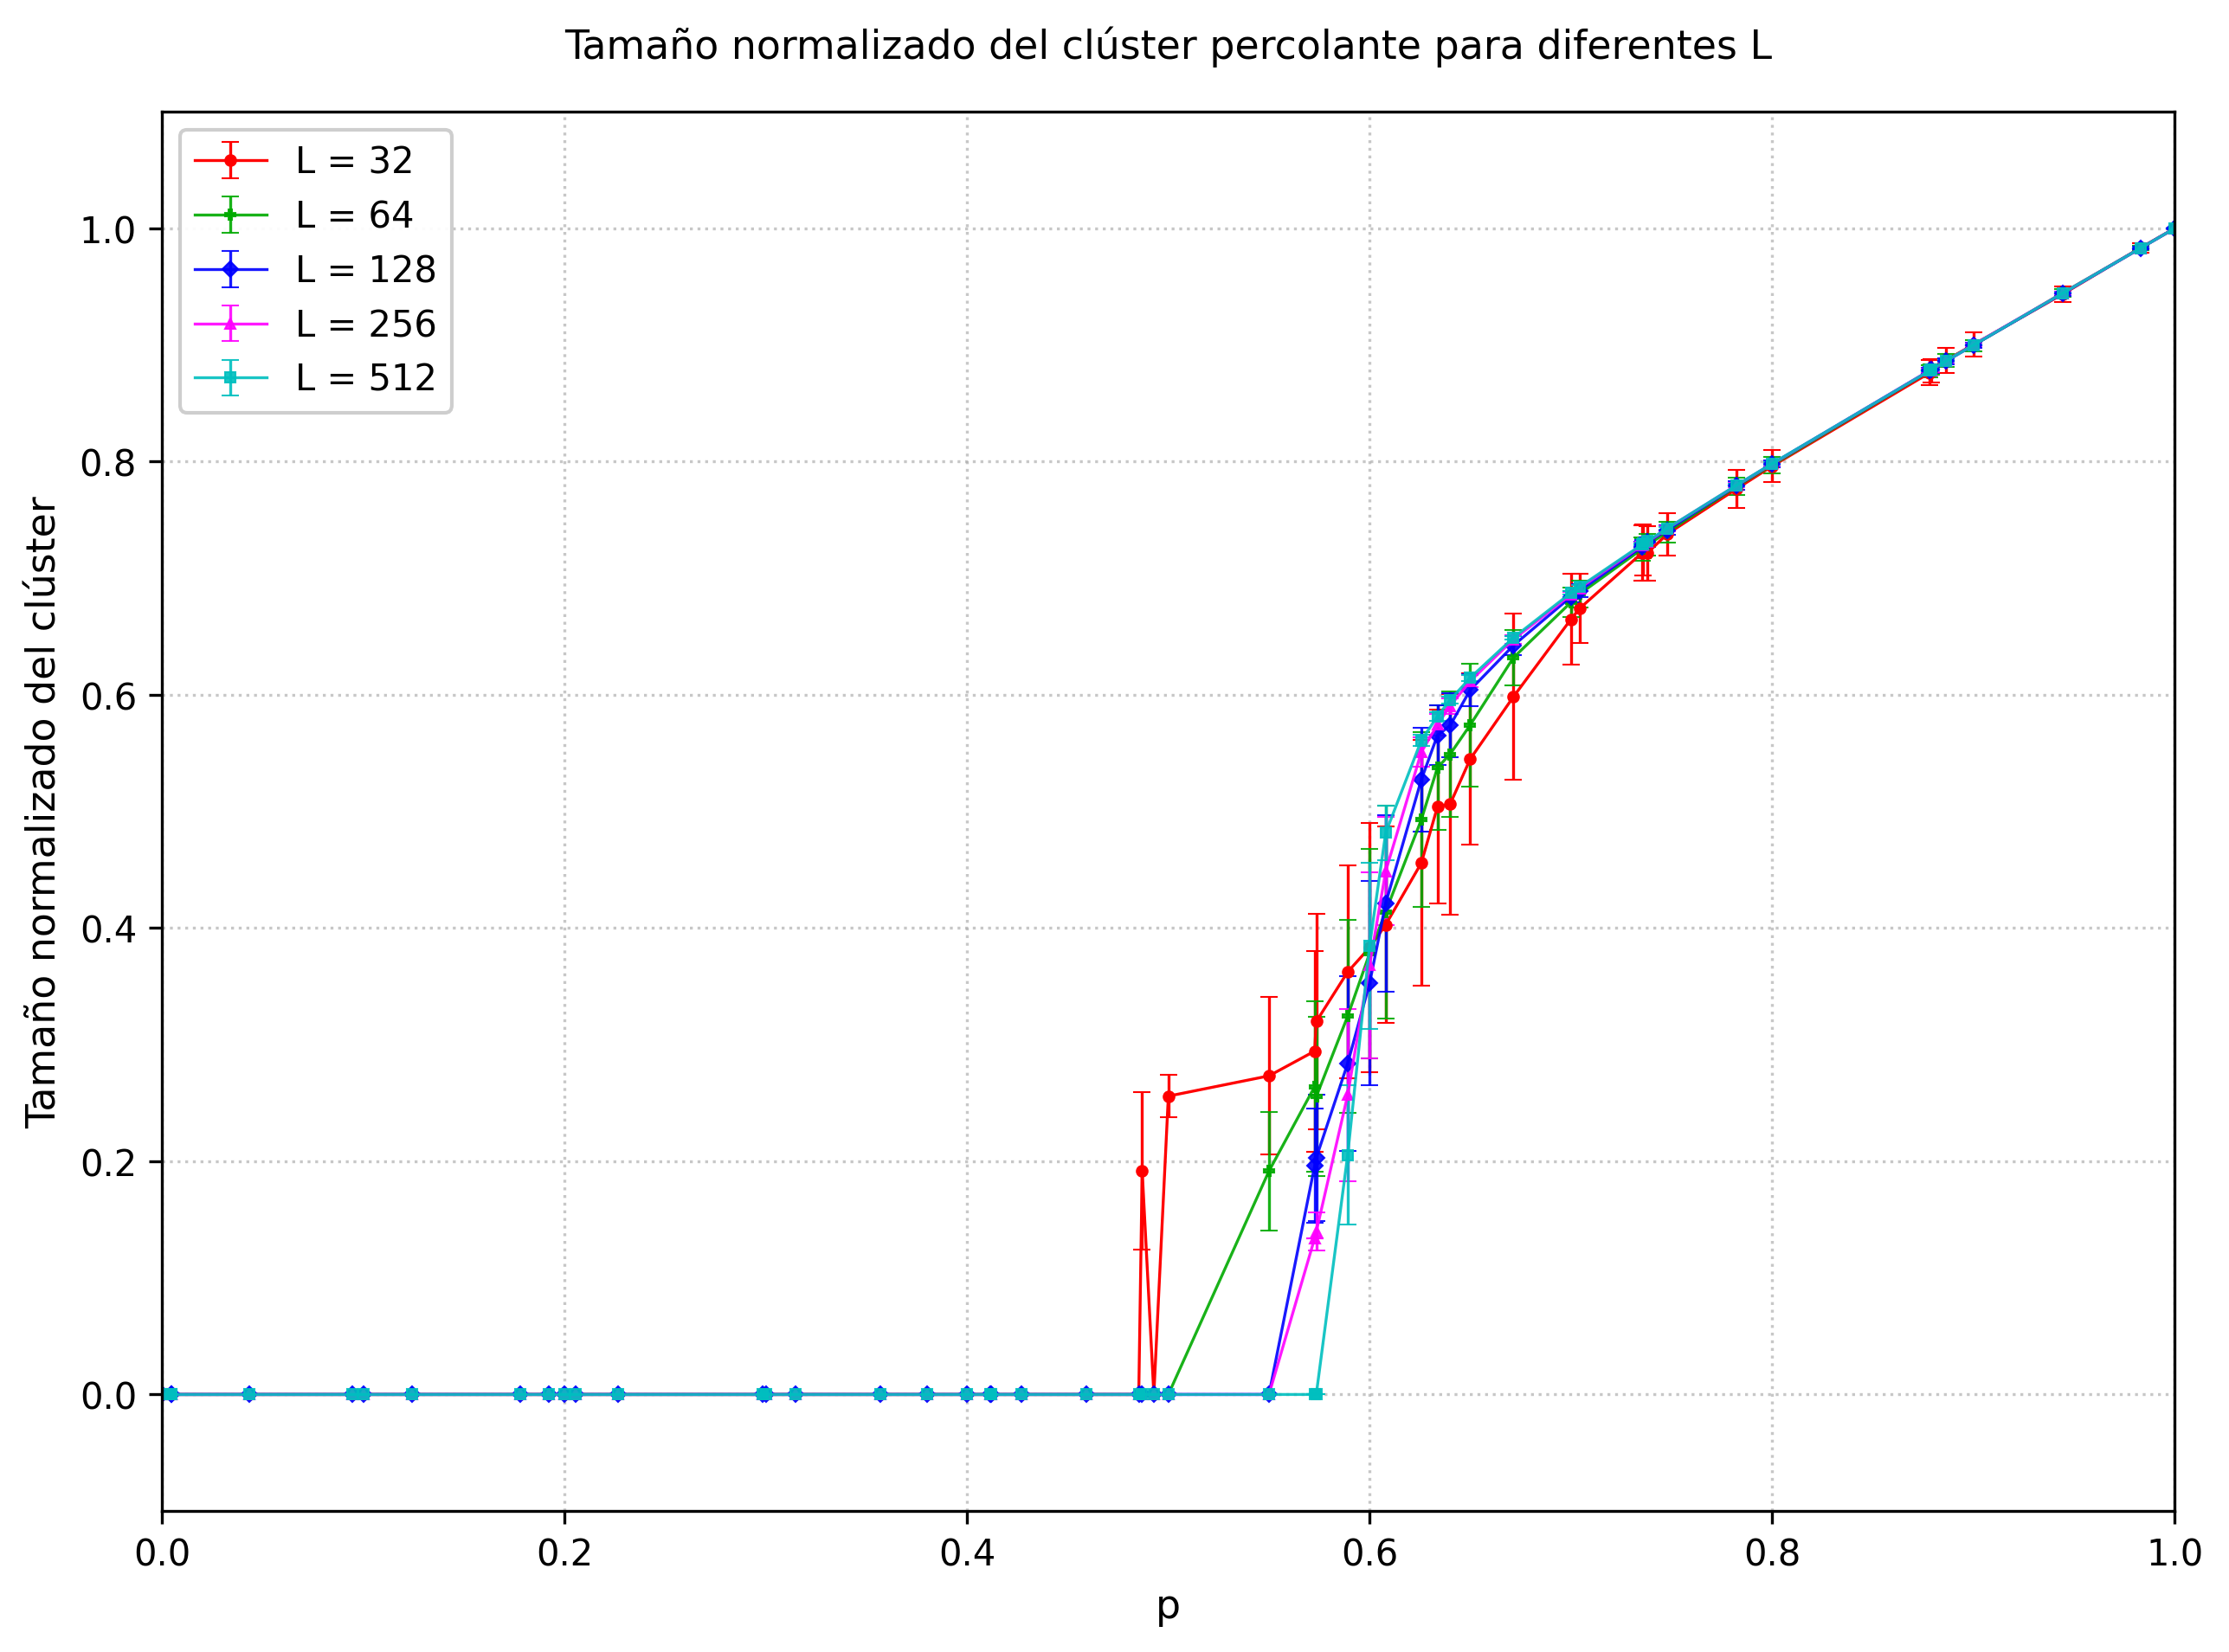 Tamaño normalizado del clúster percolante para diferentes L
L = 32
L = 64
L = 128
L = 256
L = 512
Tamaño normalizado del clúster
1.0
0.8
0.6
0.4
0.2
0.0
0.0 0.2 0.4 0.6 0.8 1.0
p